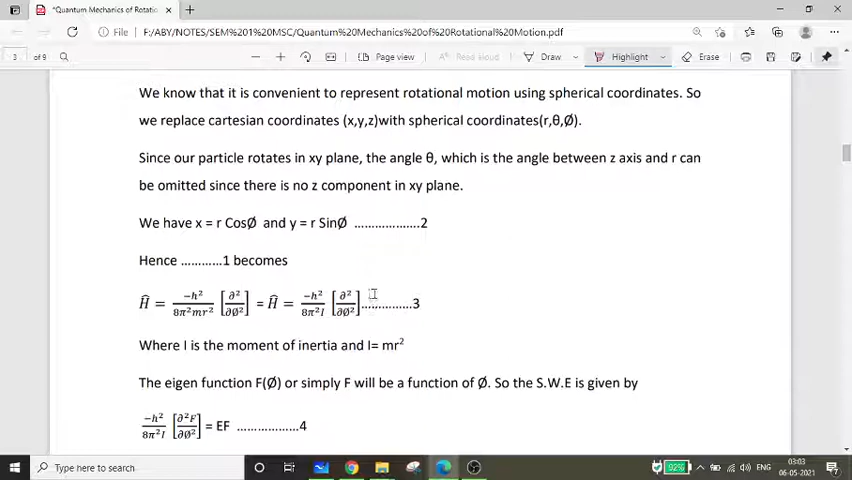 *Quantum Mechanics of Rotatio
File | F:/ABY/NOTES/SEM%201%20MSC/Quantum%20Mechanics%20of%20Rotational%20Motion.pdf
3 of 9
Page view
Read aloud
Draw
Highlight
Erase
We know that it is convenient to represent rotational motion using spherical coordinates. So
we replace cartesian coordinates (x,y,z)with spherical coordinates(r,θ,Ø).
Since our particle rotates in xy plane, the angle θ, which is the angle between z axis and r can
be omitted since there is no z component in xy plane.
We have x = r CosØ and y = r SinØ ………………..2
Hence …………1 becomes
Ĥ = −h²/8π²mr² [∂²/∂Ø²] = Ĥ = −h²/8π²I [∂²/∂Ø²]…………..3
Where I is the moment of inertia and I= mr²
The eigen function F(Ø) or simply F will be a function of Ø. So the S.W.E is given by
−h²/8π²I [∂²F/∂Ø²] = EF ………………4
Type here to search
92%
ENG
03:03
06-05-2021
7